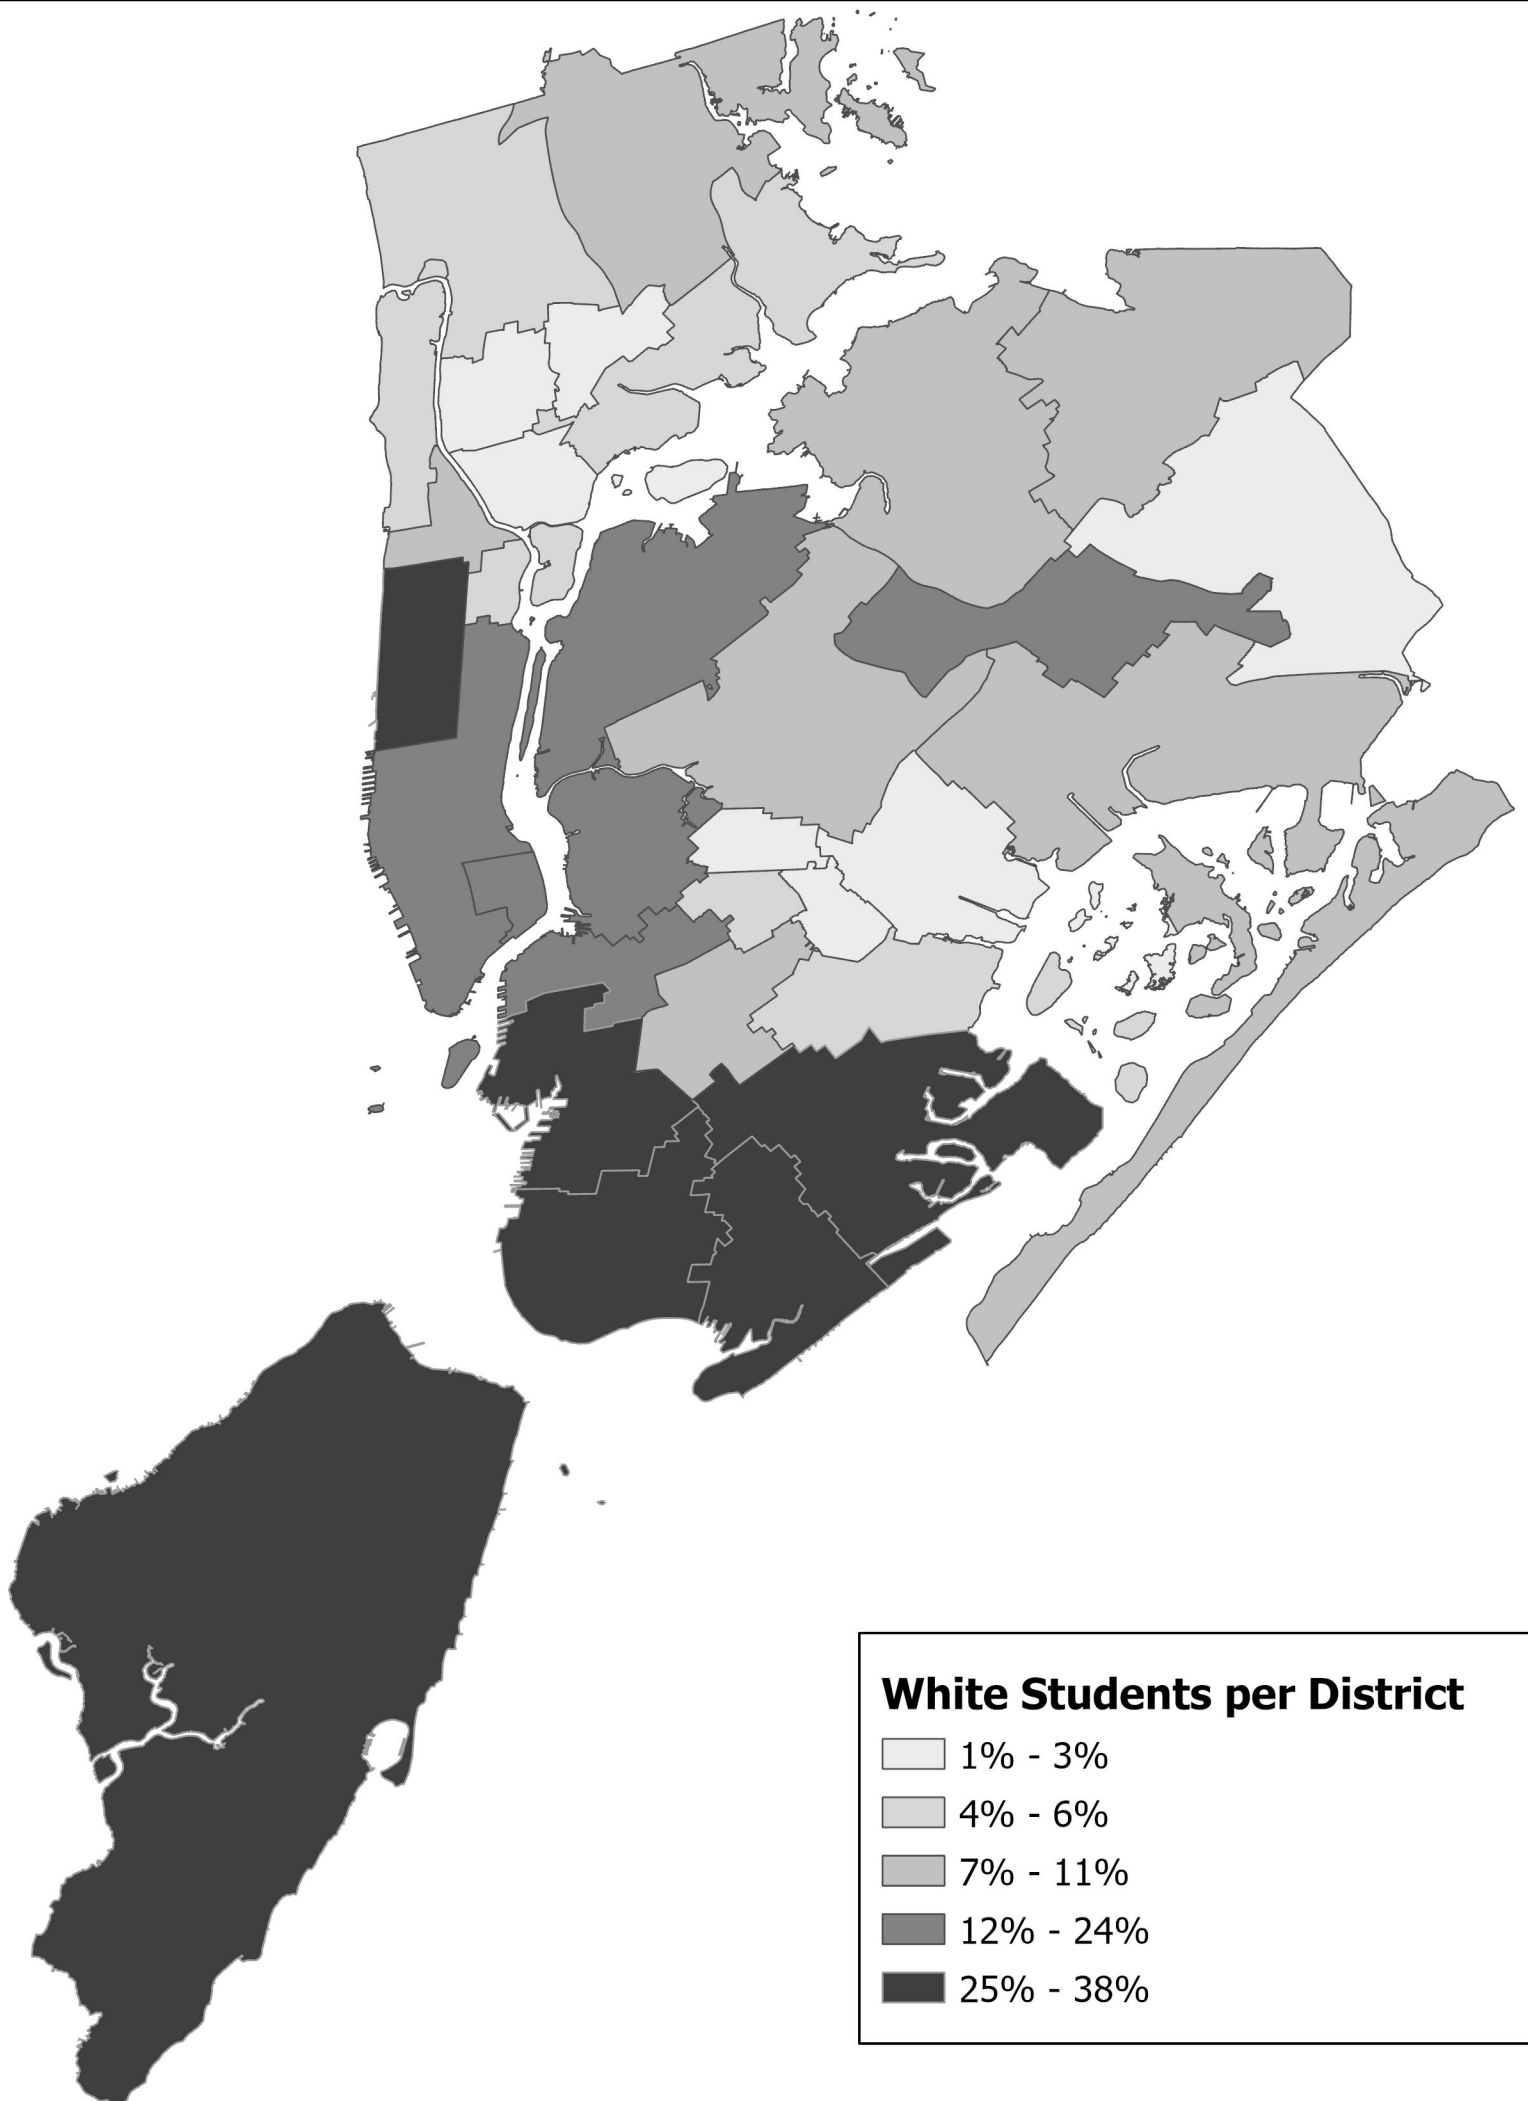 White Students per District
1% - 3%
4% - 6%
7% - 11%
12% - 24%
25% - 38%